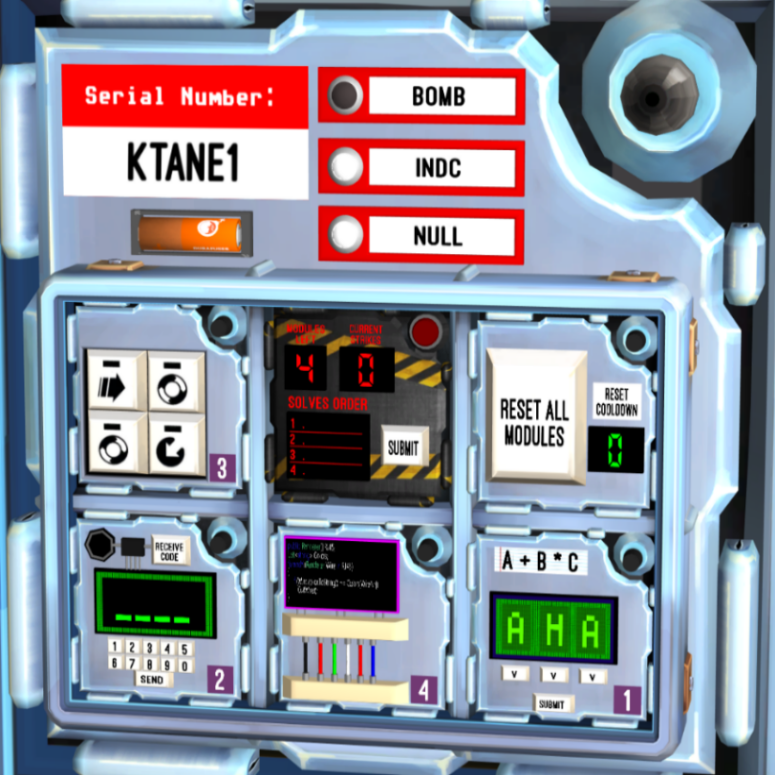 Serial Number:
KTANE1
BOMB
INDC
NULL
MODULES LEFT
CURRENT STRIKES
4
0
SOLVES ORDER
1.
2.
3.
4.
SUBMIT
RESET ALL
MODULES
RESET
COOLDOWN
0
3
RECEIVE
CODE
1 2 3 4 5
6 7 8 9 0
SEND
2
4
A + B * C
A H A
V V V
SUBMIT
1